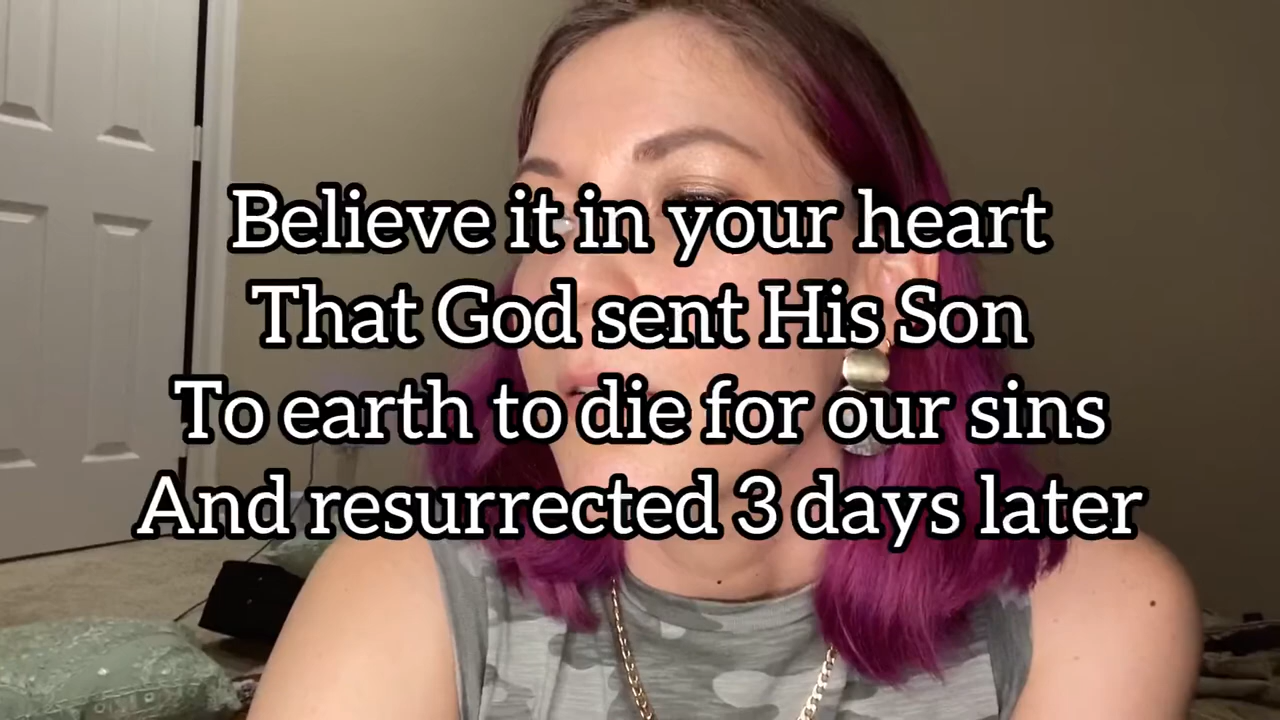 Believe it in your heart
That God sent His Son
To earth to die for our sins
And resurrected 3 days later